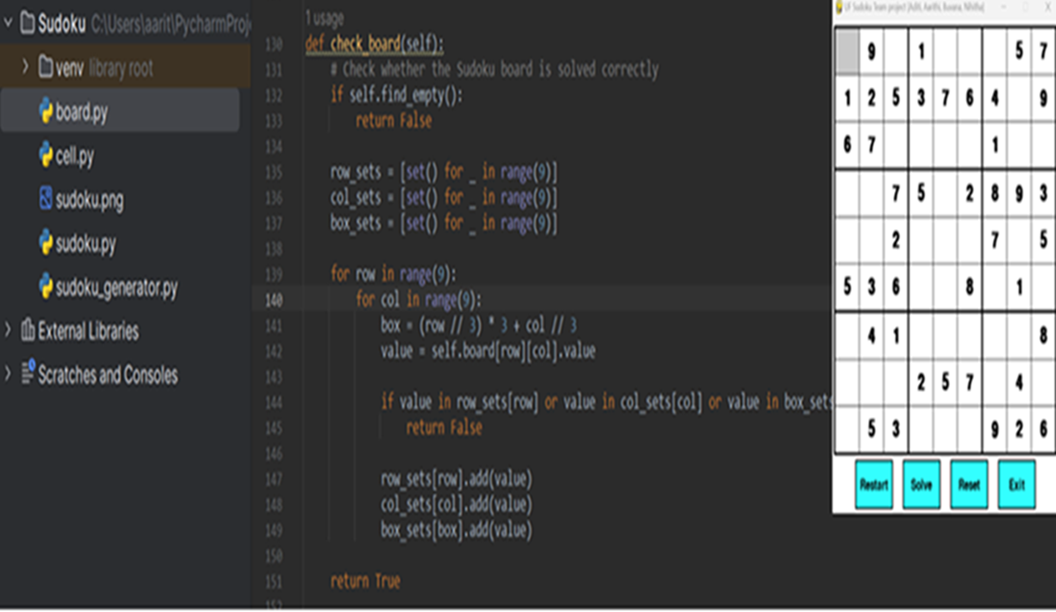 Sudoku C:\Users\aarit\PycharmProj
venv library root
board.py
cell.py
sudoku.png
sudoku.py
sudoku_generator.py
External Libraries
Scratches and Consoles
1 usage
130 def check_board(self):
131 # Check whether the Sudoku board is solved correctly
132 if self.find_empty():
133 return False
134
135 row_sets = [set() for _ in range(9)]
136 col_sets = [set() for _ in range(9)]
137 box_sets = [set() for _ in range(9)]
138
139 for row in range(9):
140 for col in range(9):
141 box = (row // 3) * 3 + col // 3
142 value = self.board[row][col].value
143
144 if value in row_sets[row] or value in col_sets[col] or value in box_sets
145 return False
146
147 row_sets[row].add(value)
148 col_sets[col].add(value)
149 box_sets[box].add(value)
150
151 return True
152
UF Sudoku Team project (Aditi, Aarithi,
9 1 5 7
1 2 5 3 7 6 4 9
6 7 1
7 5 2 8 9 3
2 7 5
5 3 6 8 1
4 1 8
2 5 7 4
5 3 9 2 6
Restart Solve Reset Exit